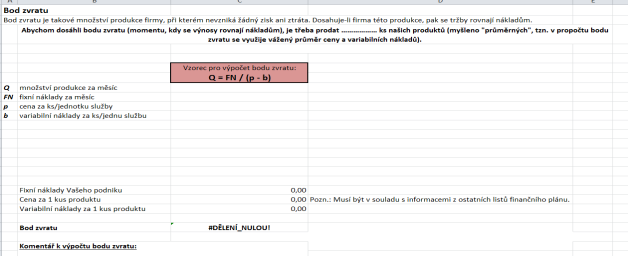 Bod zvratu
Bod zvratu je takové množství produkce firmy, při kterém nevzniká žádný zisk ani ztráta. Dosahuje-li firma této produkce, pak se tržby rovnají nákladům.
Abychom dosáhli bodu zvratu (momentu, kdy se výnosy rovnají nákladům), je třeba prodat .................. ks našich produktů (myšleno "průměrných", tzn. v propočtu bodu
zvratu se využije vážený průměr ceny a variabilních nákladů).
Vzorec pro výpočet bodu zvratu:
Q = FN / (p - b)
Q množství produkce za měsíc
FN fixní náklady za měsíc
p cena za ks/jednotku služby
b variabilní náklady za ks/jednu službu
Fixní náklady Vašeho podniku 0,00
Cena za 1 kus produktu 0,00 Pozn.: Musí být v souladu s informacemi z ostatních listů finančního plánu.
Variabilní náklady za 1 kus produktu 0,00
Bod zvratu #DĚLENÍ_NULOU!
Komentář k výpočtu bodu zvratu: